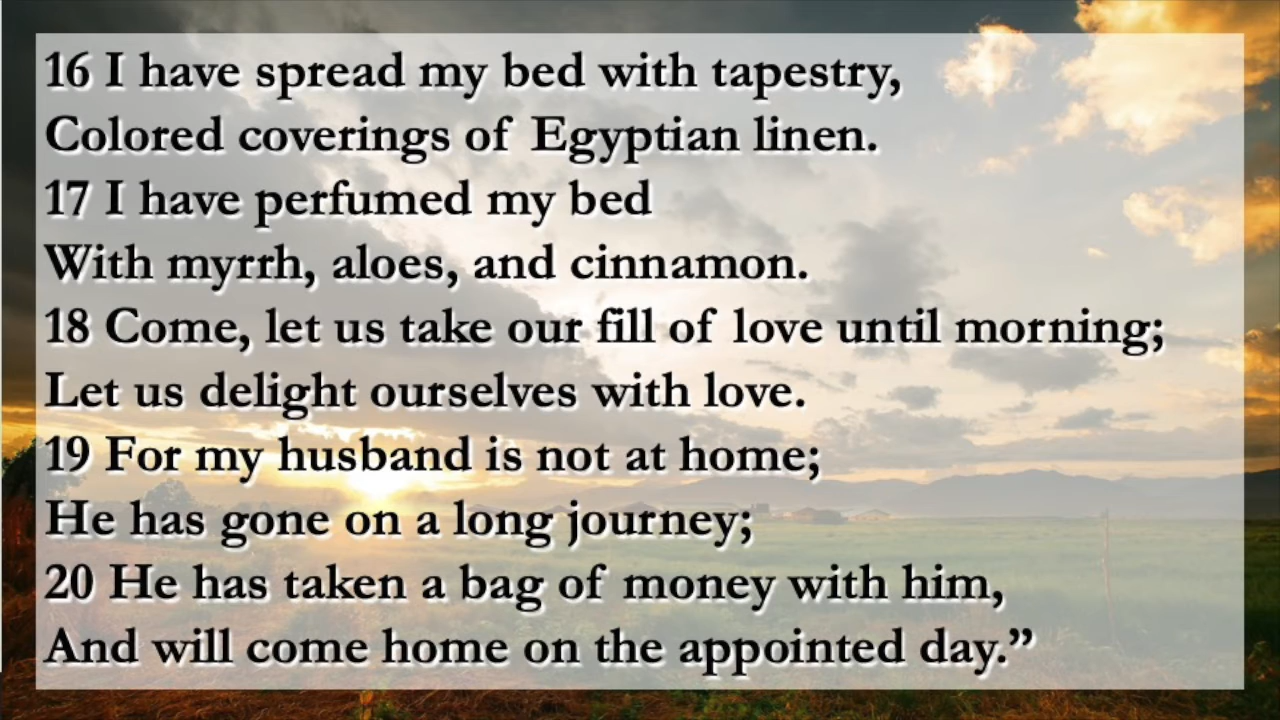 16 I have spread my bed with tapestry,
Colored coverings of Egyptian linen.
17 I have perfumed my bed
With myrrh, aloes, and cinnamon.
18 Come, let us take our fill of love until morning;
Let us delight ourselves with love.
19 For my husband is not at home;
He has gone on a long journey;
20 He has taken a bag of money with him,
And will come home on the appointed day.”